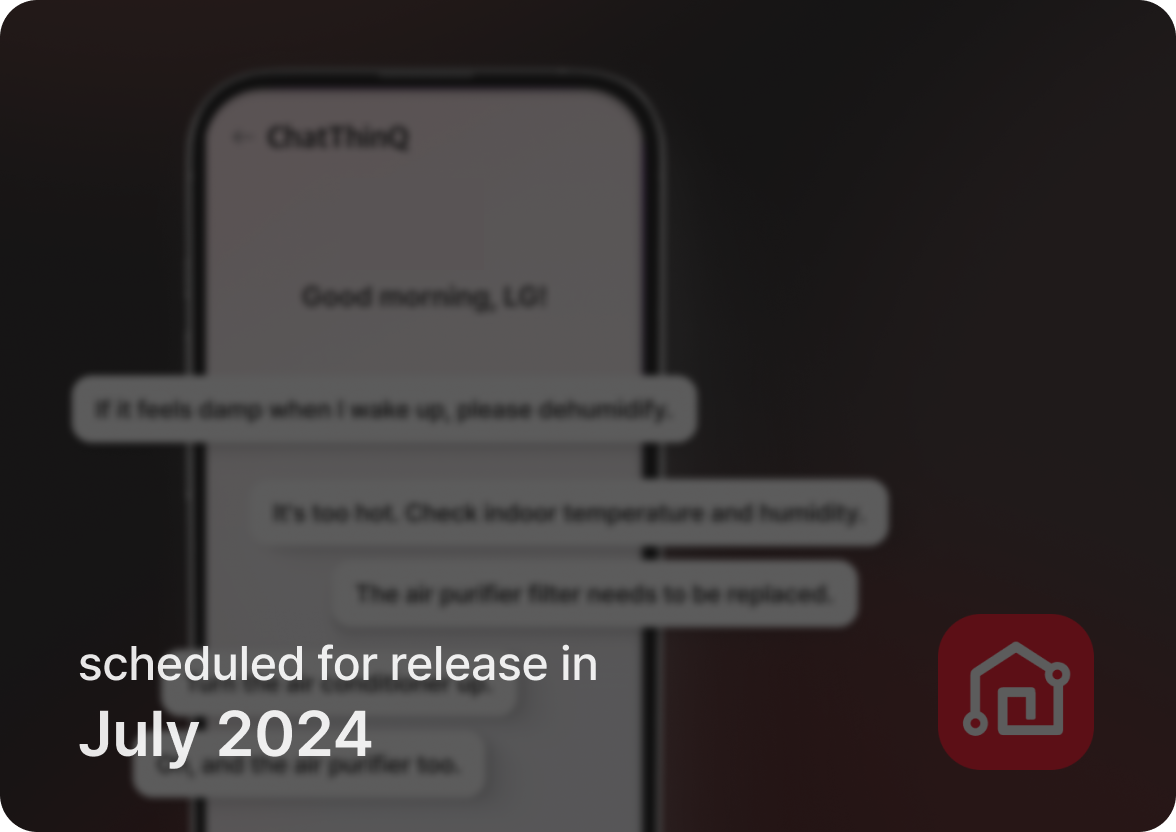 ChatThinQ
Good morning, LG!
If it feels damp when I wake up, please dehumidify.
It's too hot. Check indoor temperature and humidity.
The air purifier filter needs to be replaced.
scheduled for release in
Turn the air conditioner up.
July 2024
and the air purifier too.